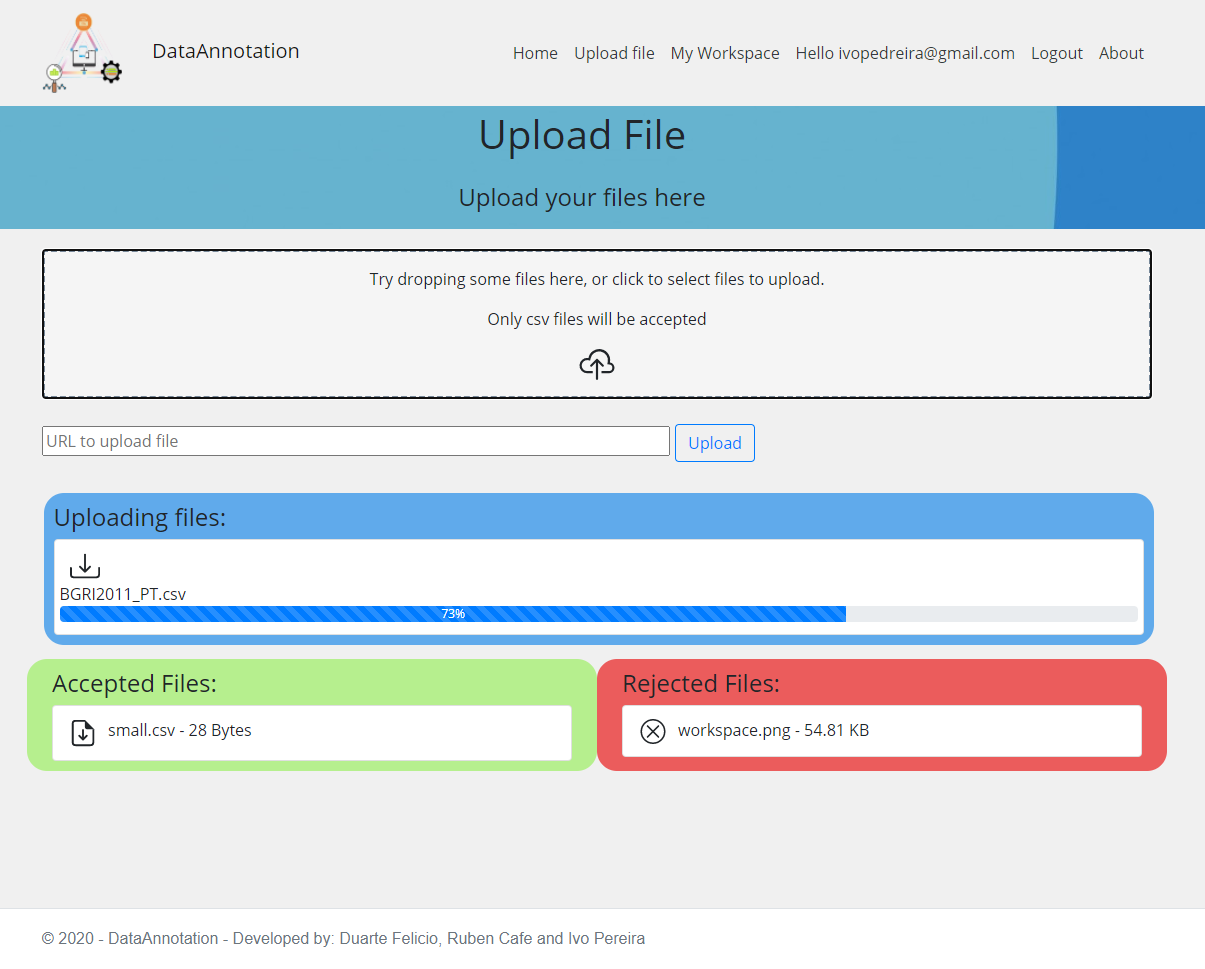 DataAnnotation
Home Upload file My Workspace Hello ivopedreira@gmail.com Logout About
Upload File
Upload your files here
Try dropping some files here, or click to select files to upload.
Only csv files will be accepted
URL to upload file Upload
Uploading files:
BGRI2011_PT.csv
73%
Accepted Files:
small.csv - 28 Bytes
Rejected Files:
workspace.png - 54.81 KB
© 2020 - DataAnnotation - Developed by: Duarte Felicio, Ruben Cafe and Ivo Pereira